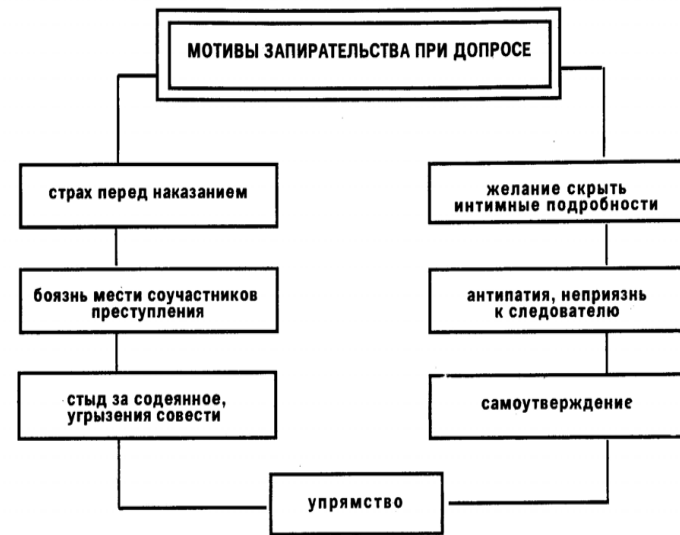 МОТИВЫ ЗАПИРАТЕЛЬСТВА ПРИ ДОПРОСЕ
страх перед наказанием
боязнь мести соучастников
преступления
стыд за содеянное,
угрызения совести
желание скрыть
интимные подробности
антипатия, неприязнь
к следователю
самоутверждение
упрямство